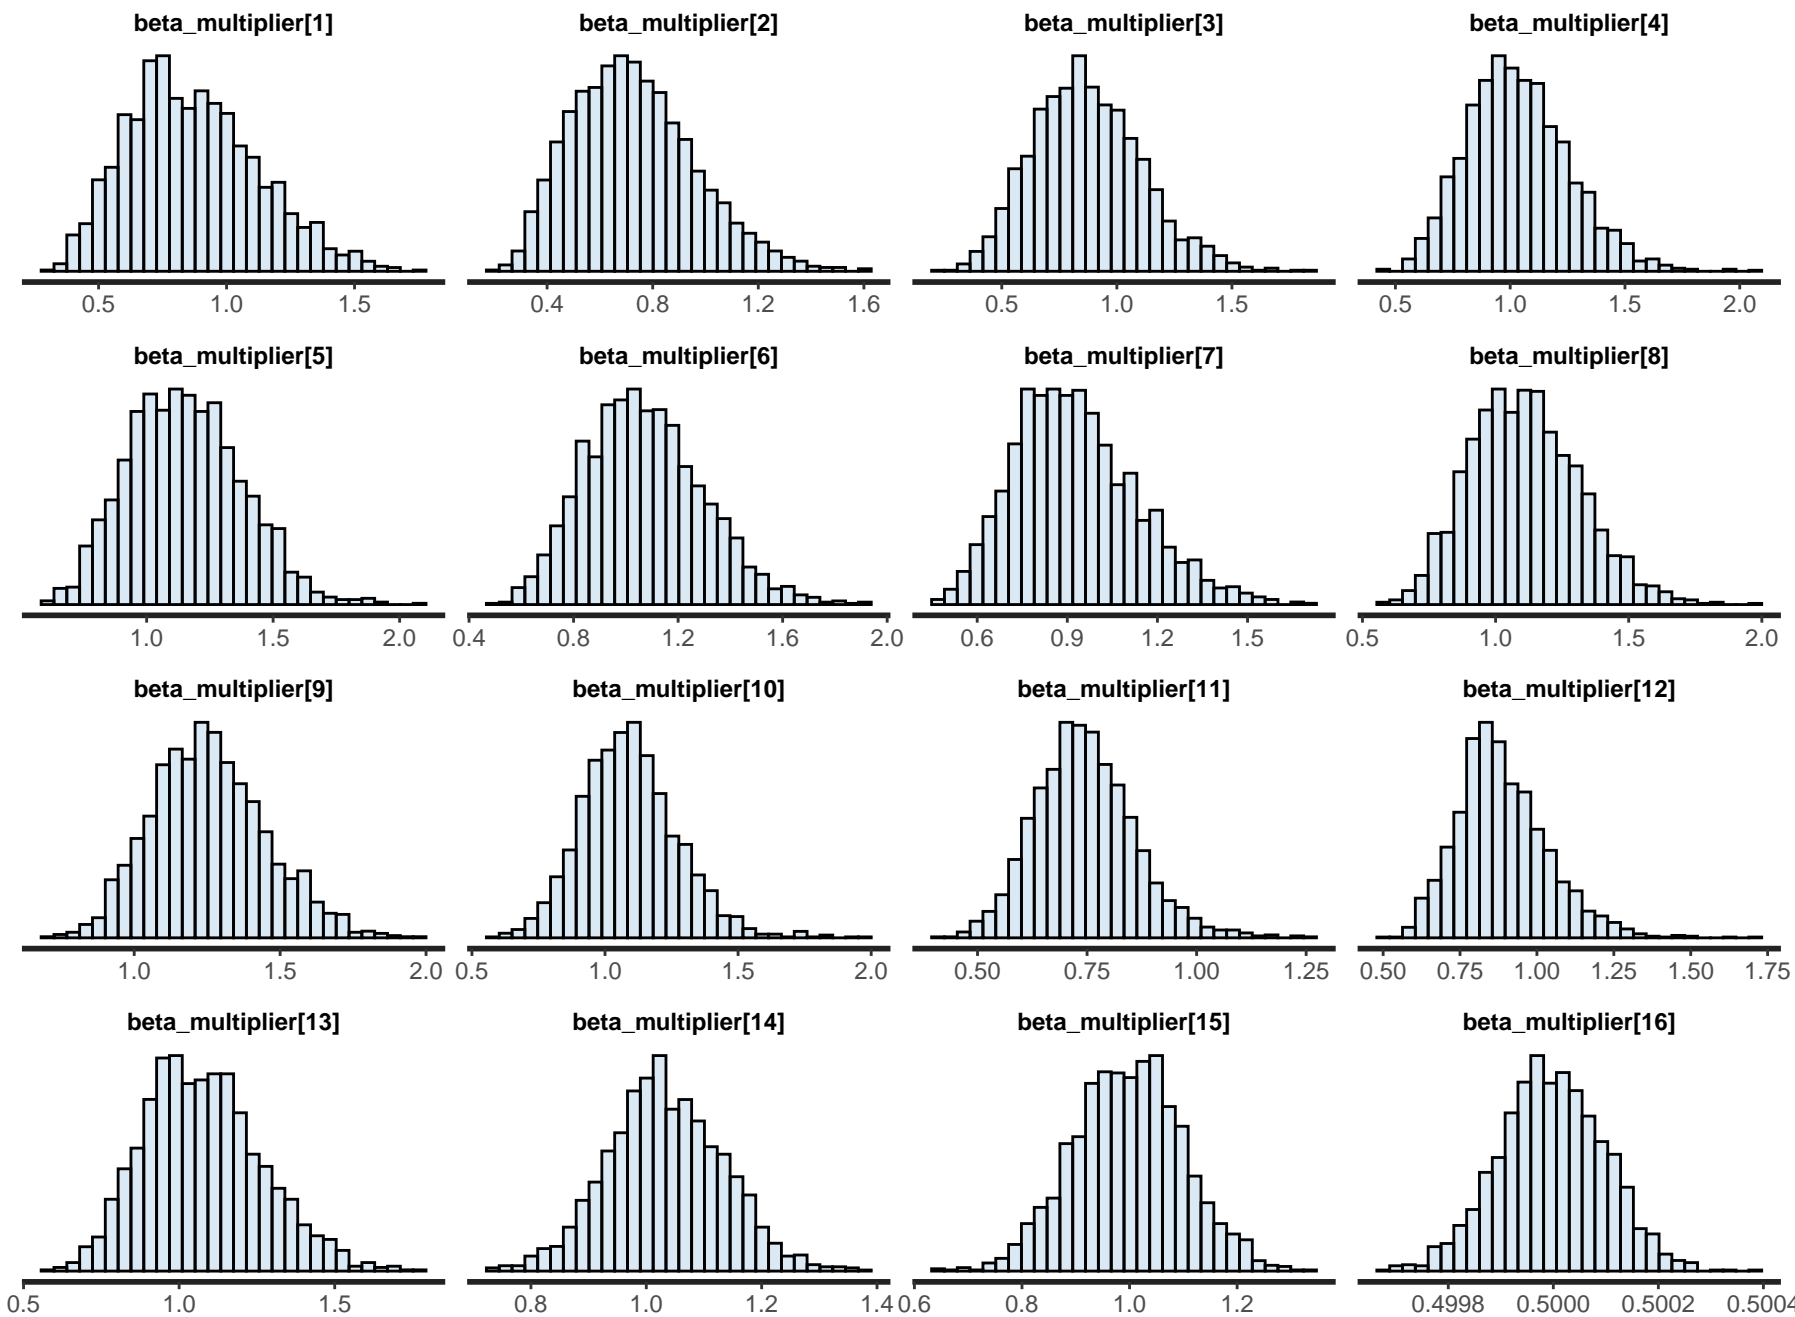 beta_multiplier[1] beta_multiplier[2] beta_multiplier[3] beta_multiplier[4]
0.5 1.0 1.5 0.4 0.8 1.2 1.6 0.5 1.0 1.5 0.5 1.0 1.5 2.0
beta_multiplier[5] beta_multiplier[6] beta_multiplier[7] beta_multiplier[8]
1.0 1.5 2.0 0.4 0.8 1.2 1.6 2.0 0.6 0.9 1.2 1.5 0.5 1.0 1.5 2.0
beta_multiplier[9] beta_multiplier[10] beta_multiplier[11] beta_multiplier[12]
1.0 1.5 2.0 0.5 1.0 1.5 2.0 0.50 0.75 1.00 1.25 0.50 0.75 1.00 1.25 1.50 1.75
beta_multiplier[13] beta_multiplier[14] beta_multiplier[15] beta_multiplier[16]
0.5 1.0 1.5 0.8 1.0 1.2 1.4 0.6 0.8 1.0 1.2 0.4998 0.5000 0.5002 0.5004